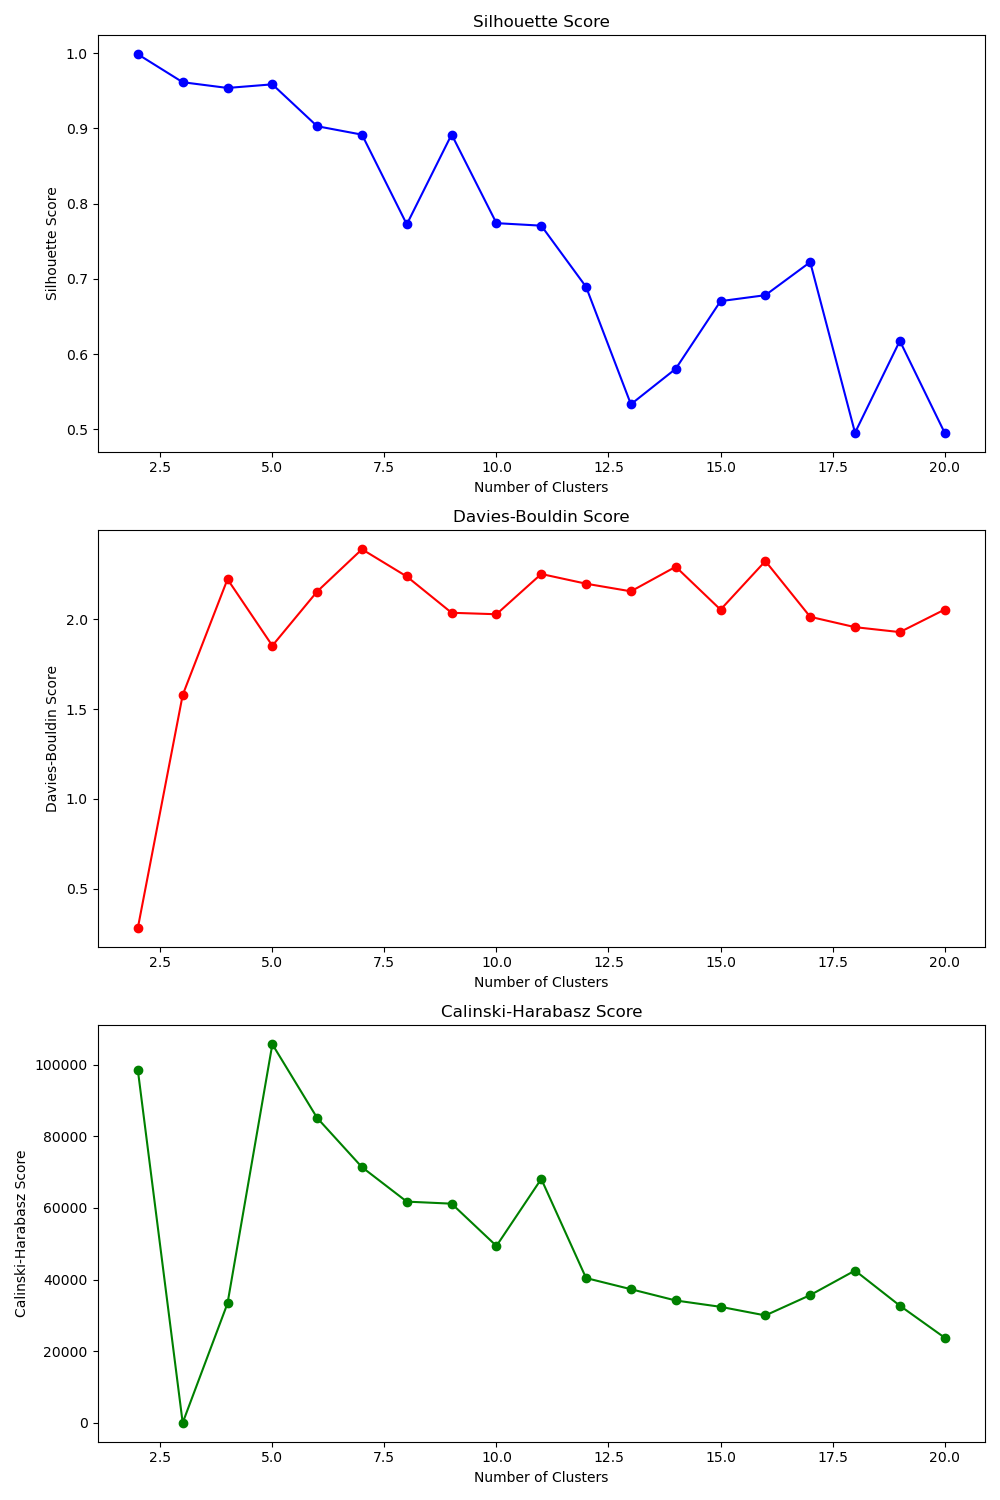 Silhouette Score
1.0
0.9
0.8
0.7
0.6
0.5
Silhouette Score
2.5 5.0 7.5 10.0 12.5 15.0 17.5 20.0
Number of Clusters
Davies-Bouldin Score
2.0
1.5
1.0
0.5
Davies-Bouldin Score
2.5 5.0 7.5 10.0 12.5 15.0 17.5 20.0
Number of Clusters
Calinski-Harabasz Score
100000
80000
60000
40000
20000
0
Calinski-Harabasz Score
2.5 5.0 7.5 10.0 12.5 15.0 17.5 20.0
Number of Clusters